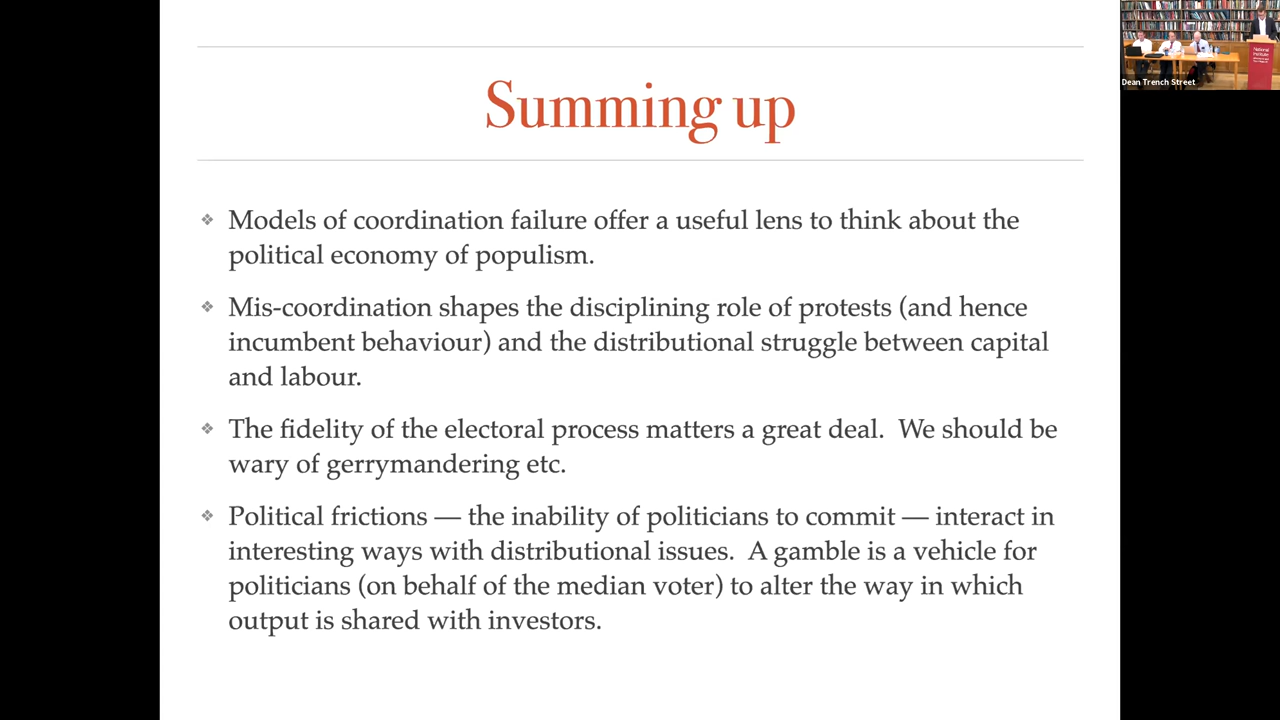 Summing up
❖ Models of coordination failure offer a useful lens to think about the
political economy of populism.
❖ Mis-coordination shapes the disciplining role of protests (and hence
incumbent behaviour) and the distributional struggle between capital
and labour.
❖ The fidelity of the electoral process matters a great deal.  We should be
wary of gerrymandering etc.
❖ Political frictions — the inability of politicians to commit — interact in
interesting ways with distributional issues.  A gamble is a vehicle for
politicians (on behalf of the median voter) to alter the way in which
output is shared with investors.
Dean Trench Street
National
Institute